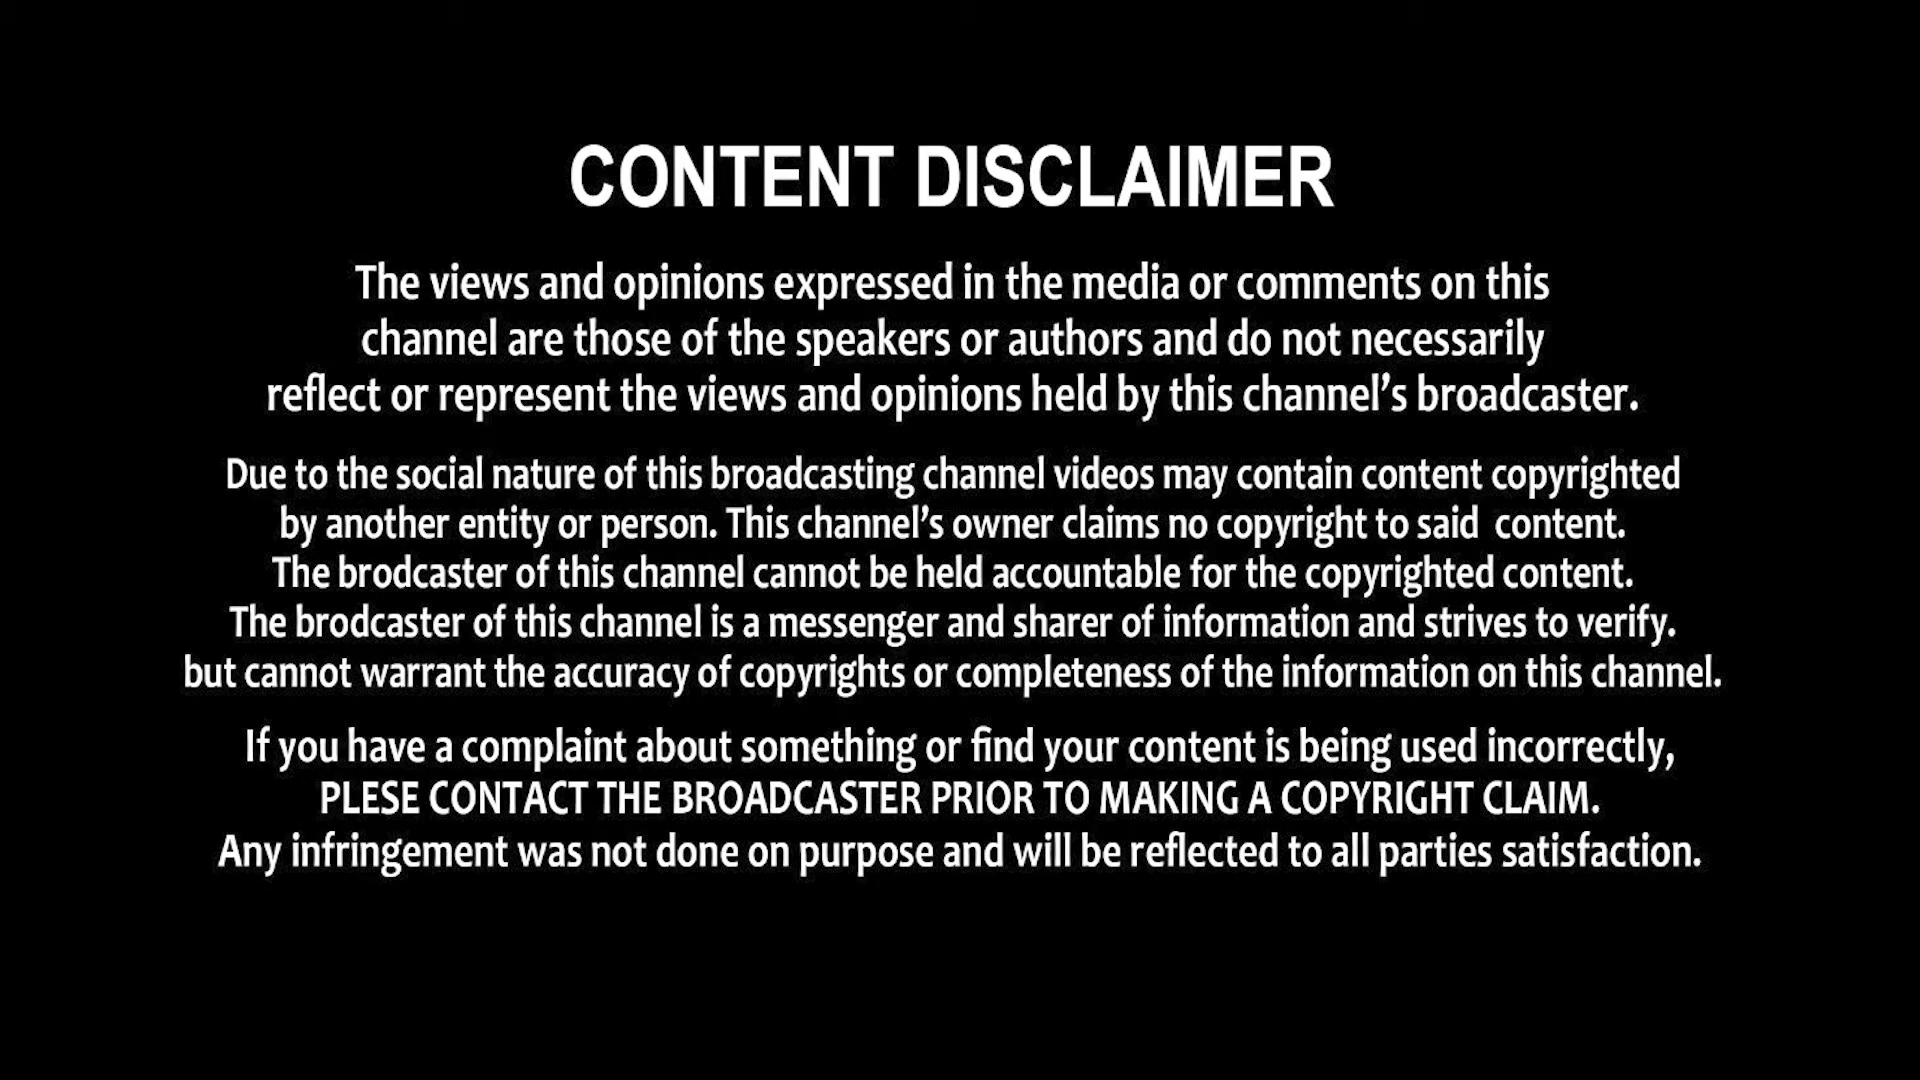 CONTENT DISCLAIMER
The views and opinions expressed in the media or comments on this
channel are those of the speakers or authors and do not necessarily
reflect or represent the views and opinions held by this channel’s broadcaster.
Due to the social nature of this broadcasting channel videos may contain content copyrighted
by another entity or person. This channel’s owner claims no copyright to said content.
The brodcaster of this channel cannot be held accountable for the copyrighted content.
The brodcaster of this channel is a messenger and sharer of information and strives to verify.
but cannot warrant the accuracy of copyrights or completeness of the information on this channel.
If you have a complaint about something or find your content is being used incorrectly,
PLESE CONTACT THE BROADCASTER PRIOR TO MAKING A COPYRIGHT CLAIM.
Any infringement was not done on purpose and will be reflected to all parties satisfaction.